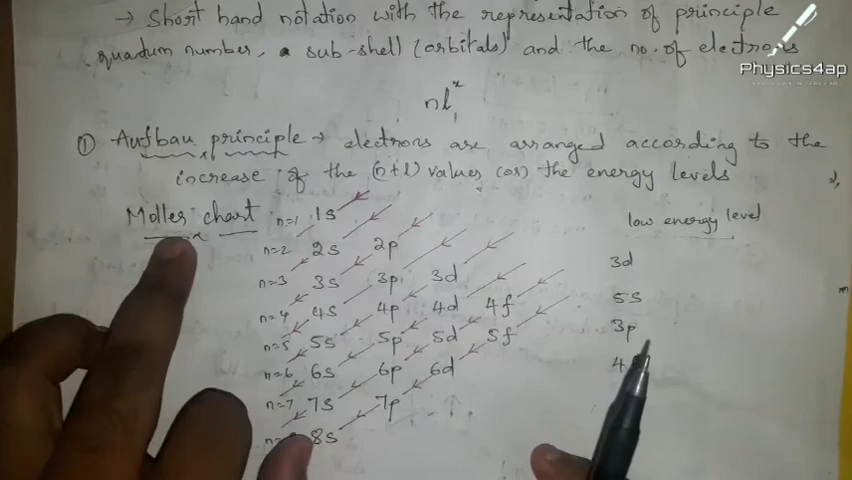 → Short hand notation with the representation of principle
quantum number, sub-shell (orbitals) and the no. of electrons
Physics4ap
nlˣ
① Aufbau principle → electrons are arranged according to the
increase of the (n+l) values (or) the energy levels
Moller chart
n=1 1s
n=2 2s 2p
n=3 3s 3p 3d
n=4 4s 4p 4d 4f
n=5 5s 5p 5d 5f
n=6 6s 6p 6d
n=7 7s 7p
8s
low energy level
3d
5s
3p
4